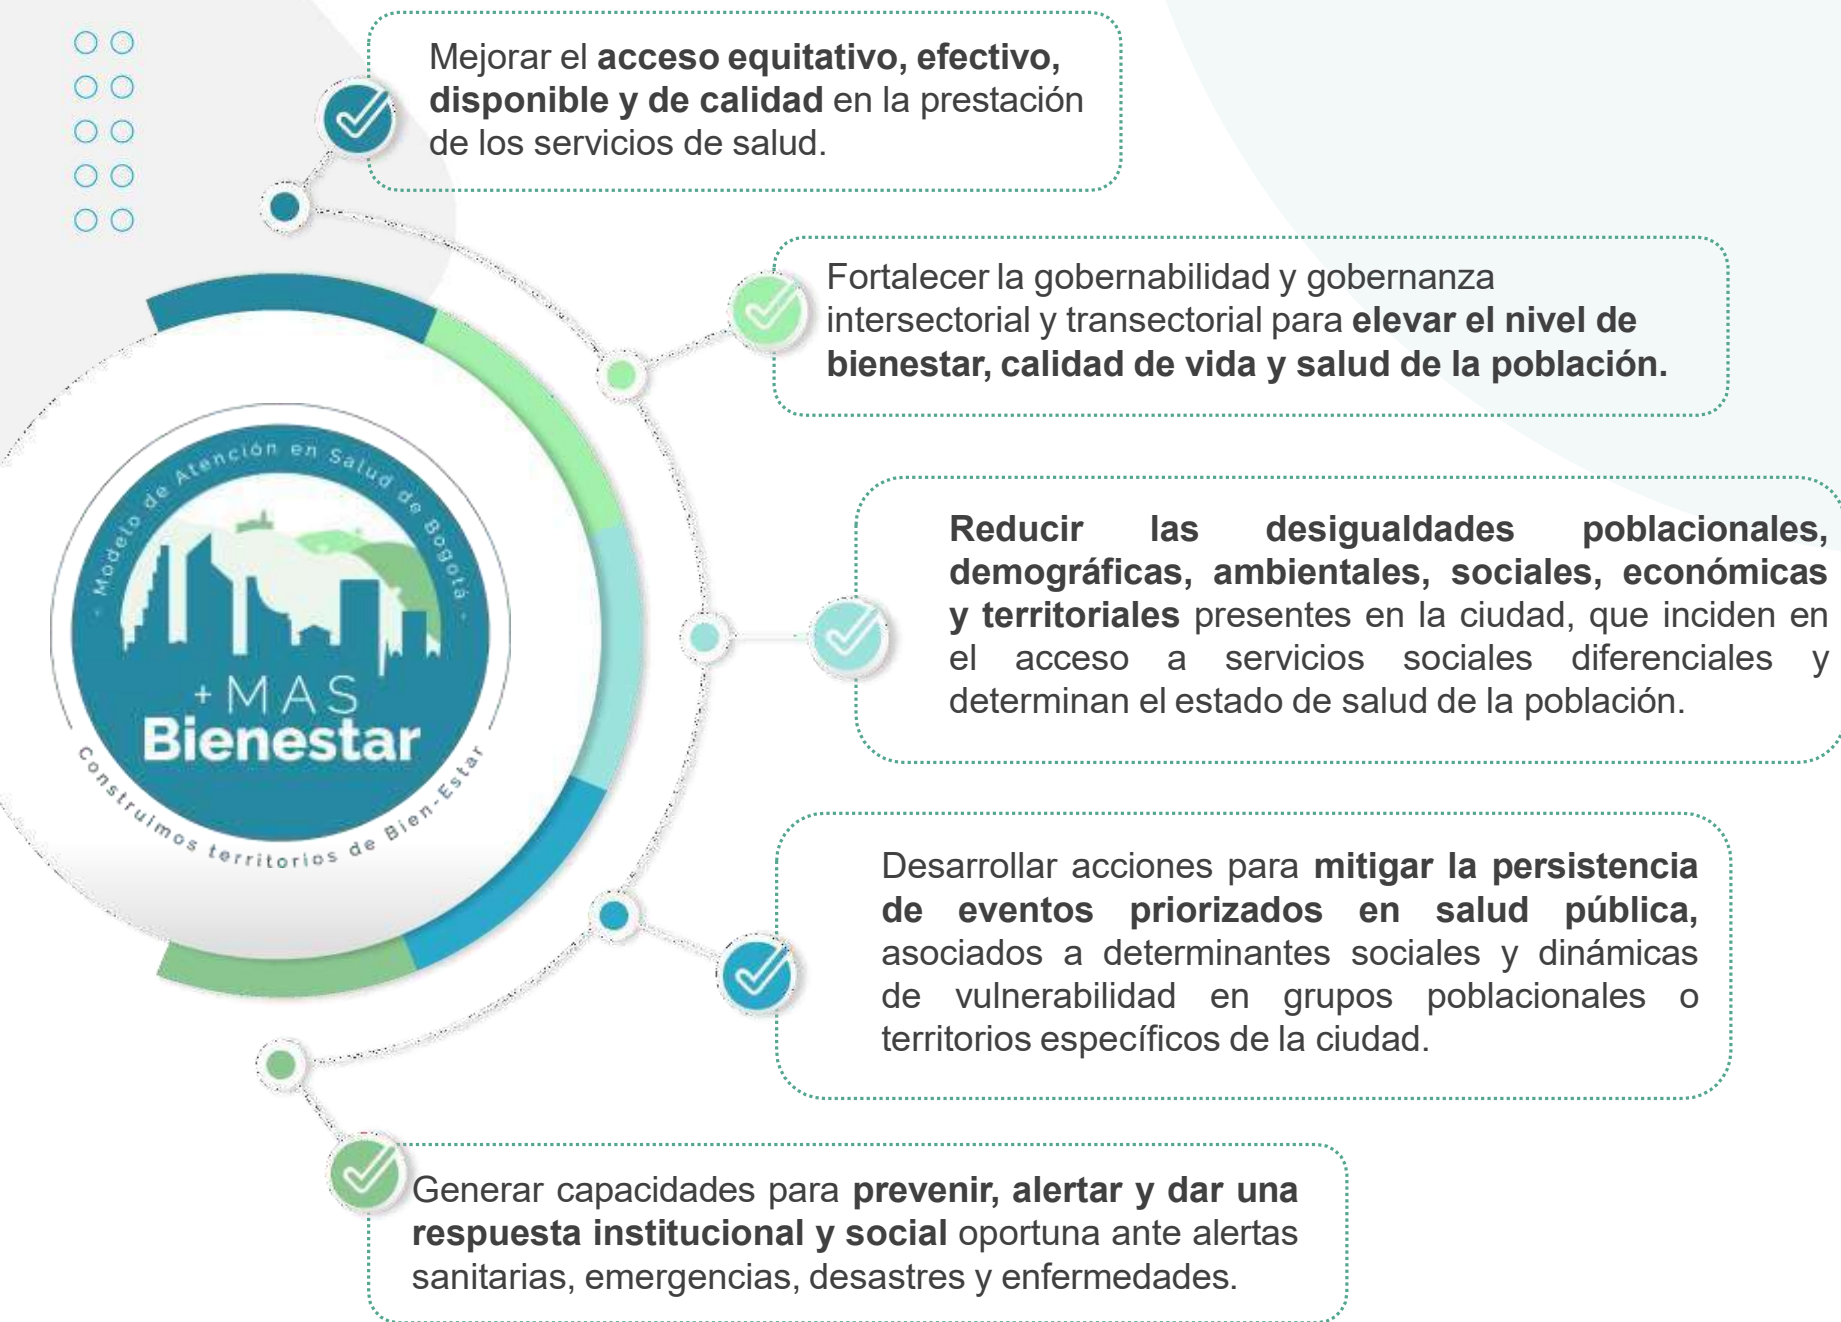 Mejorar el acceso equitativo, efectivo,
disponible y de calidad en la prestación
de los servicios de salud.
Fortalecer la gobernabilidad y gobernanza
intersectorial y transectorial para elevar el nivel de
bienestar, calidad de vida y salud de la población.
Modelo de Atención en Salud de Bogotá
+MAS
Bienestar
Construimos territorios de Bien-Estar
Reducir las desigualdades poblacionales,
demográficas, ambientales, sociales, económicas
y territoriales presentes en la ciudad, que inciden en
el acceso a servicios sociales diferenciales y
determinan el estado de salud de la población.
Desarrollar acciones para mitigar la persistencia
de eventos priorizados en salud pública,
asociados a determinantes sociales y dinámicas
de vulnerabilidad en grupos poblacionales o
territorios específicos de la ciudad.
Generar capacidades para prevenir, alertar y dar una
respuesta institucional y social oportuna ante alertas
sanitarias, emergencias, desastres y enfermedades.